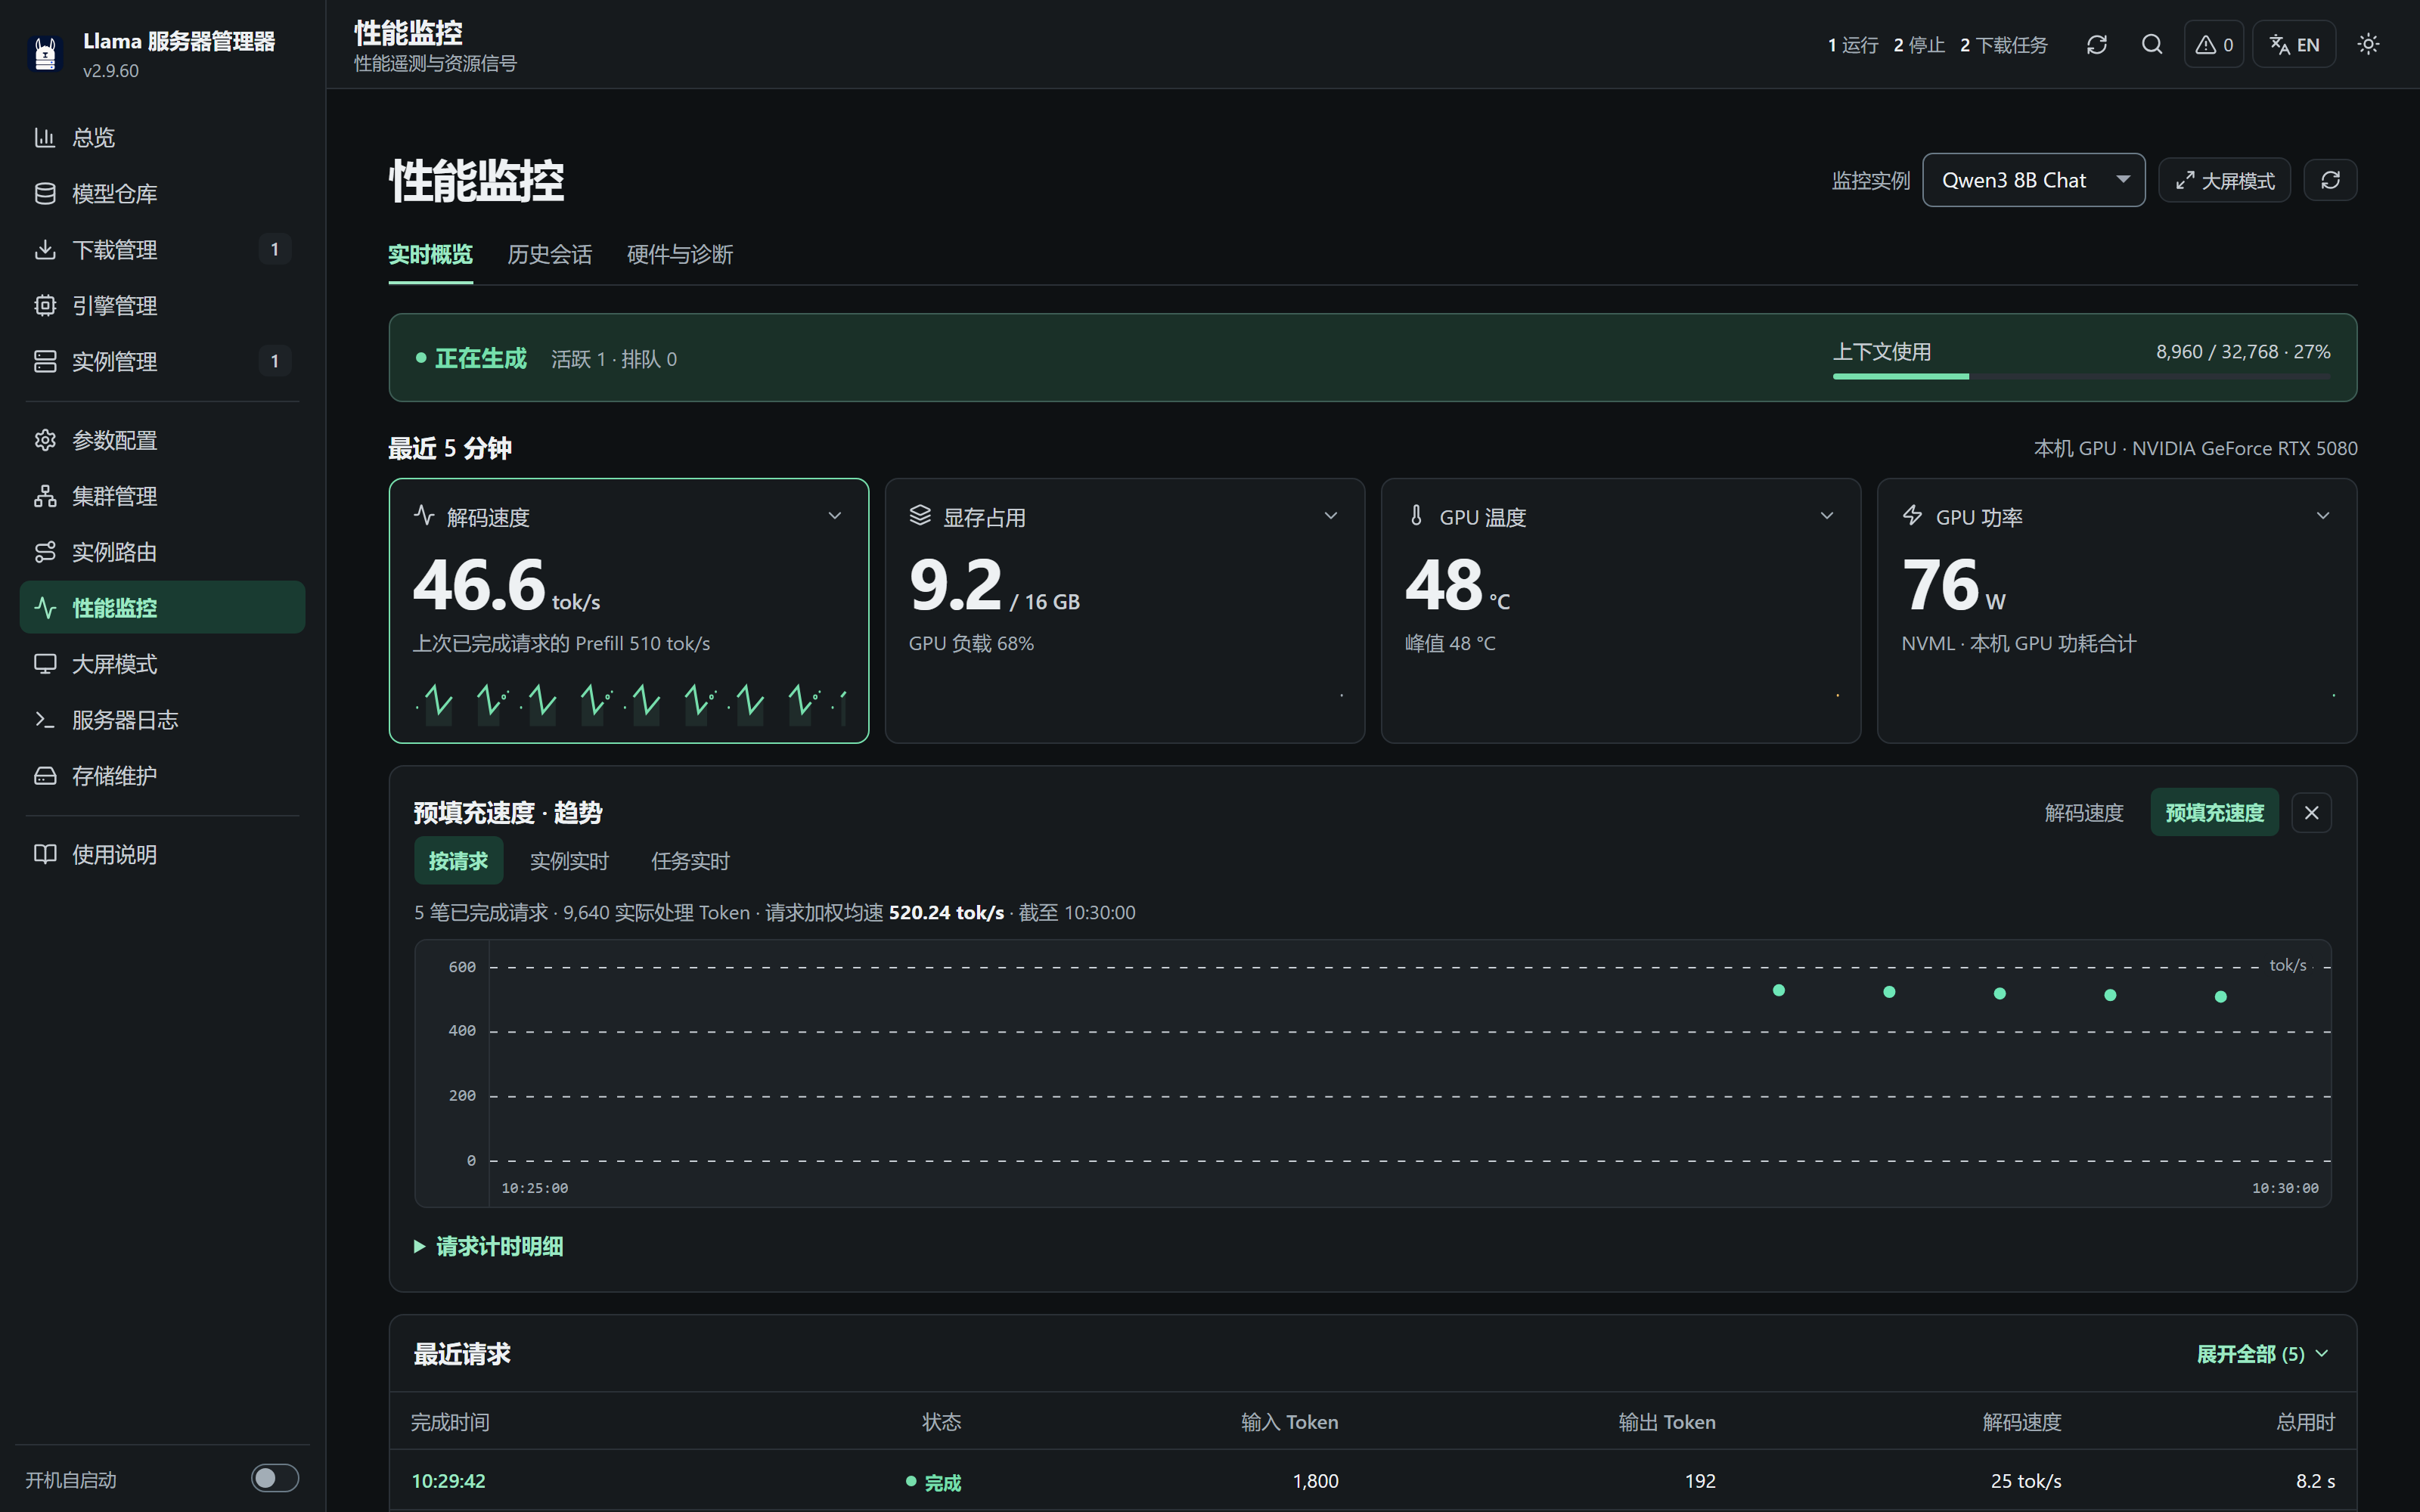 Llama 服务器管理器
v2.9.60
总览
模型仓库
下载管理 1
引擎管理
实例管理 1
参数配置
集群管理
实例路由
性能监控
大屏模式
服务器日志
存储维护
使用说明
开机自启动
性能监控
性能遥测与资源信号
1 运行 2 停止 2 下载任务
0
EN
性能监控
监控实例 Qwen3 8B Chat 大屏模式
实时概览 历史会话 硬件与诊断
正在生成 活跃 1 · 排队 0
上下文使用 8,960 / 32,768 · 27%
最近 5 分钟
本机 GPU · NVIDIA GeForce RTX 5080
解码速度
46.6 tok/s
上次已完成请求的 Prefill 510 tok/s
显存占用
9.2 / 16 GB
GPU 负载 68%
GPU 温度
48 °C
峰值 48 °C
GPU 功率
76 W
NVML · 本机 GPU 功耗合计
预填充速度 · 趋势
解码速度 预填充速度
按请求 实例实时 任务实时
5 笔已完成请求 · 9,640 实际处理 Token · 请求加权均速 520.24 tok/s · 截至 10:30:00
tok/s
600
400
200
0
10:25:00 10:30:00
请求计时明细
最近请求
展开全部 (5)
完成时间 状态 输入 Token 输出 Token 解码速度 总用时
10:29:42 完成 1,800 192 25 tok/s 8.2 s